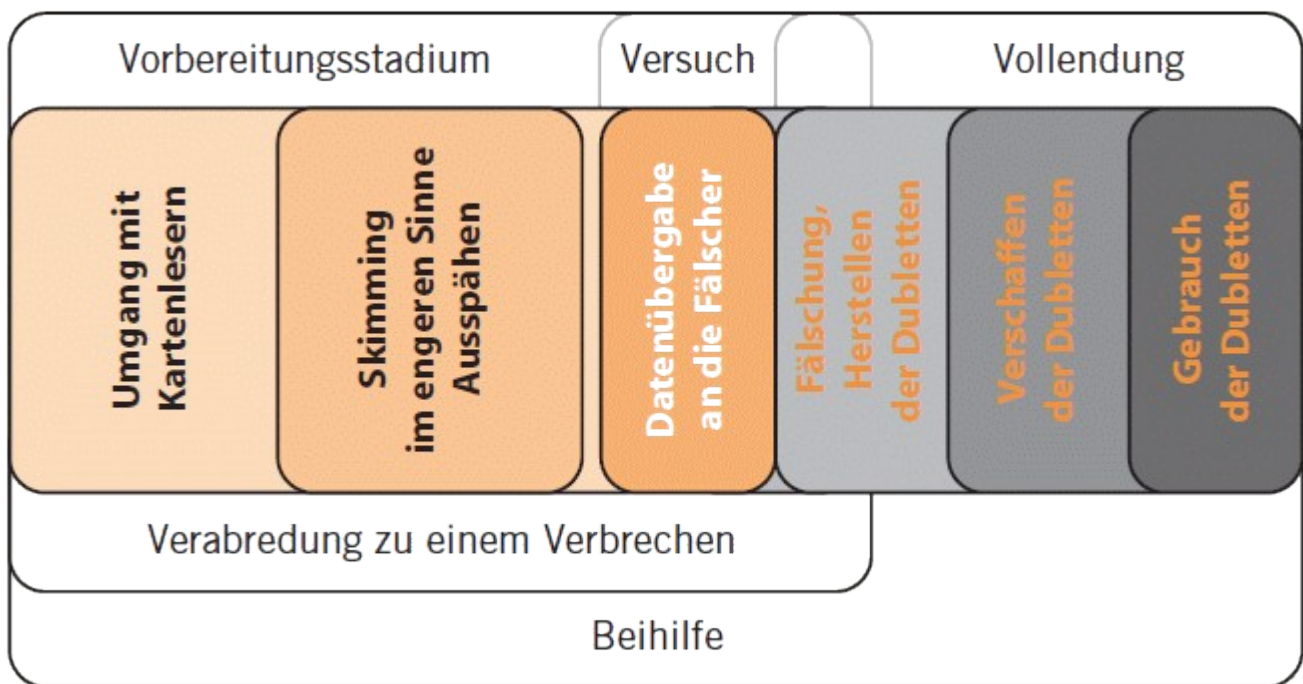 Vorbereitungsstadium
Versuch
Vollendung
Umgang mit
Kartenlesern
Skimming
im engeren Sinne
Ausspähen
Datenübergabe
an die Fälscher
Fälschung,
Herstellen
der Dubletten
Verschaffen
der Dubletten
Gebrauch
der Dubletten
Verabredung zu einem Verbrechen
Beihilfe